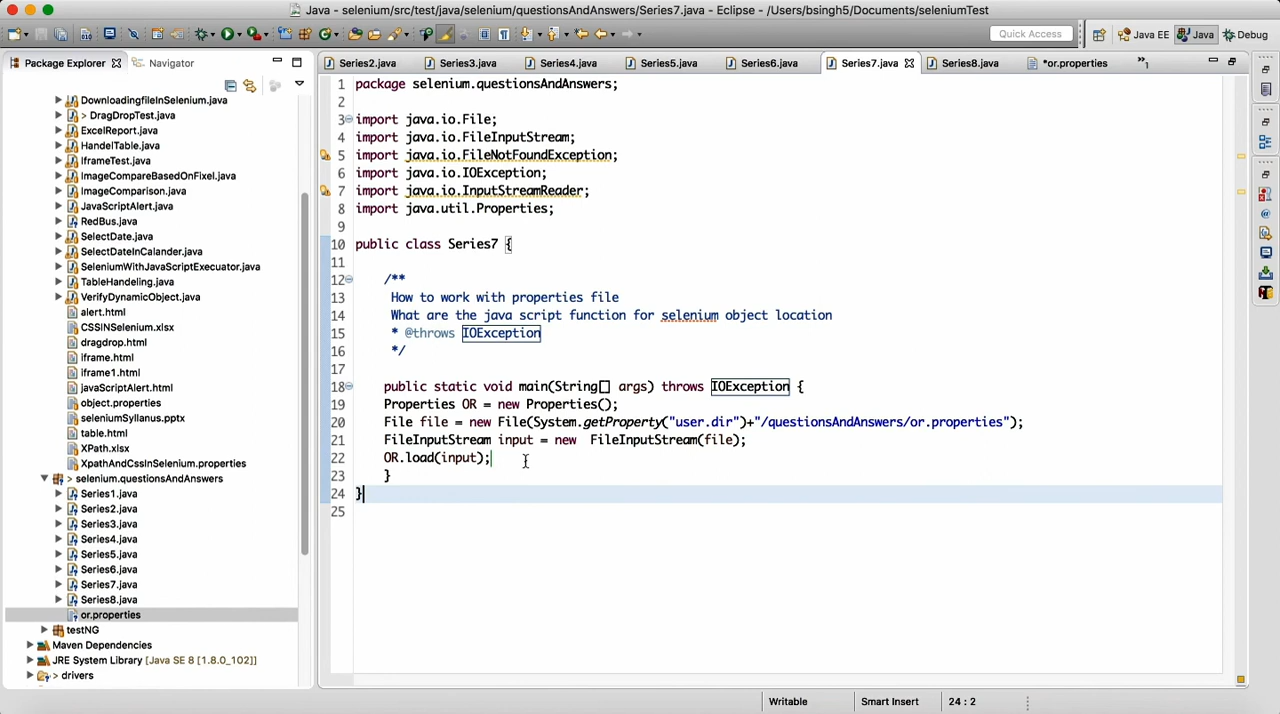 Java - selenium/src/test/java/selenium/questionsAndAnswers/Series7.java - Eclipse - /Users/bsingh5/Documents/seleniumTest
Quick Access
Java EE
Java
Debug
Package Explorer
Navigator
DownloadingfileInSelenium.java
> DragDropTest.java
ExcelReport.java
HandelTable.java
IframeTest.java
ImageCompareBasedOnFixel.java
ImageComparison.java
JavaScriptAlert.java
RedBus.java
SelectDate.java
SelectDateInCalander.java
SeleniumWithJavaScriptExecuator.java
TableHandeling.java
VerifyDynamicObject.java
alert.html
CSSINSelenium.xlsx
dragdrop.html
iframe.html
iframe1.html
javaScriptAlert.html
object.properties
seleniumSyllanus.pptx
table.html
XPath.xlsx
XpathAndCssInSelenium.properties
> selenium.questionsAndAnswers
Series1.java
Series2.java
Series3.java
Series4.java
Series5.java
Series6.java
Series7.java
Series8.java
or.properties
testNG
Maven Dependencies
JRE System Library [Java SE 8 [1.8.0_102]]
> drivers
Series2.java
Series3.java
Series4.java
Series5.java
Series6.java
Series7.java
Series8.java
*or.properties
»1
1 package selenium.questionsAndAnswers;
2
3 import java.io.File;
4 import java.io.FileInputStream;
5 import java.io.FileNotFoundException;
6 import java.io.IOException;
7 import java.io.InputStreamReader;
8 import java.util.Properties;
9
10 public class Series7 {
11
12 /**
13 How to work with properties file
14 What are the java script function for selenium object location
15 * @throws IOException
16 */
17
18 public static void main(String[] args) throws IOException {
19 Properties OR = new Properties();
20 File file = new File(System.getProperty("user.dir")+"/questionsAndAnswers/or.properties");
21 FileInputStream input = new FileInputStream(file);
22 OR.load(input);
23 }
24 }
25
Writable
Smart Insert
24 : 2